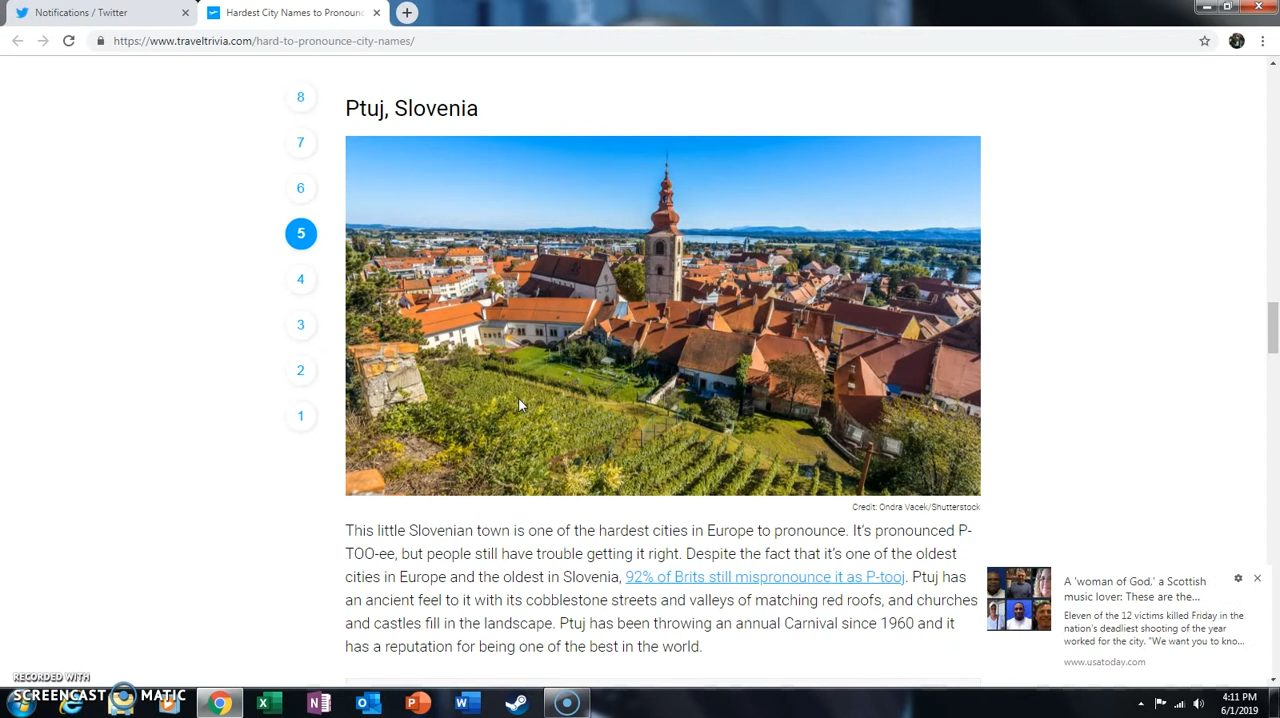 Notifications / Twitter
Hardest City Names to Pronounc
https://www.traveltrivia.com/hard-to-pronounce-city-names/
8
7
6
5
4
3
2
1
Ptuj, Slovenia
Credit: Ondra Vacek/Shutterstock
This little Slovenian town is one of the hardest cities in Europe to pronounce. It's pronounced P-
TOO-ee, but people still have trouble getting it right. Despite the fact that it's one of the oldest
cities in Europe and the oldest in Slovenia, 92% of Brits still mispronounce it as P-tooj. Ptuj has
an ancient feel to it with its cobblestone streets and valleys of matching red roofs, and churches
and castles fill in the landscape. Ptuj has been throwing an annual Carnival since 1960 and it
has a reputation for being one of the best in the world.
A 'woman of God,' a Scottish
music lover: These are the...
Eleven of the 12 victims killed Friday in the
nation's deadliest shooting of the year
worked for the city. "We want you to kno...
www.usatoday.com
RECORDED WITH
SCREENCAST MATIC
4:11 PM
6/1/2019